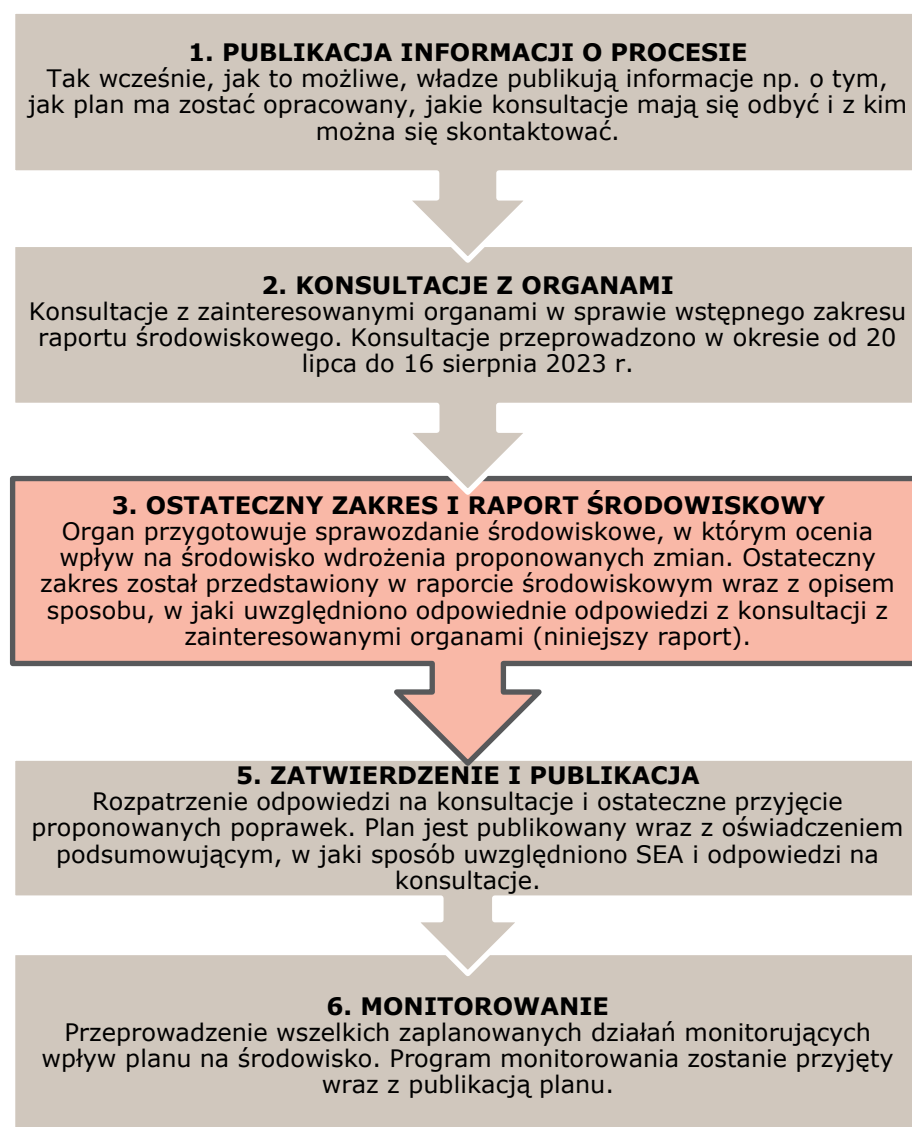 1. PUBLIKACJA INFORMACJI O PROCESIE
Tak wcześnie, jak to możliwe, władze publikują informacje np. o tym,
jak plan ma zostać opracowany, jakie konsultacje mają się odbyć i z kim
można się skontaktować.
2. KONSULTACJE Z ORGANAMI
Konsultacje z zainteresowanymi organami w sprawie wstępnego zakresu
raportu środowiskowego. Konsultacje przeprowadzono w okresie od 20
lipca do 16 sierpnia 2023 r.
3. OSTATECZNY ZAKRES I RAPORT ŚRODOWISKOWY
Organ przygotowuje sprawozdanie środowiskowe, w którym ocenia
wpływ na środowisko wdrożenia proponowanych zmian. Ostateczny
zakres został przedstawiony w raporcie środowiskowym wraz z opisem
sposobu, w jaki uwzględniono odpowiednie odpowiedzi z konsultacji z
zainteresowanymi organami (niniejszy raport).
5. ZATWIERDZENIE I PUBLIKACJA
Rozpatrzenie odpowiedzi na konsultacje i ostateczne przyjęcie
proponowanych poprawek. Plan jest publikowany wraz z oświadczeniem
podsumowującym, w jaki sposób uwzględniono SEA i odpowiedzi na
konsultacje.
6. MONITOROWANIE
Przeprowadzenie wszelkich zaplanowanych działań monitorujących
wpływ planu na środowisko. Program monitorowania zostanie przyjęty
wraz z publikacją planu.